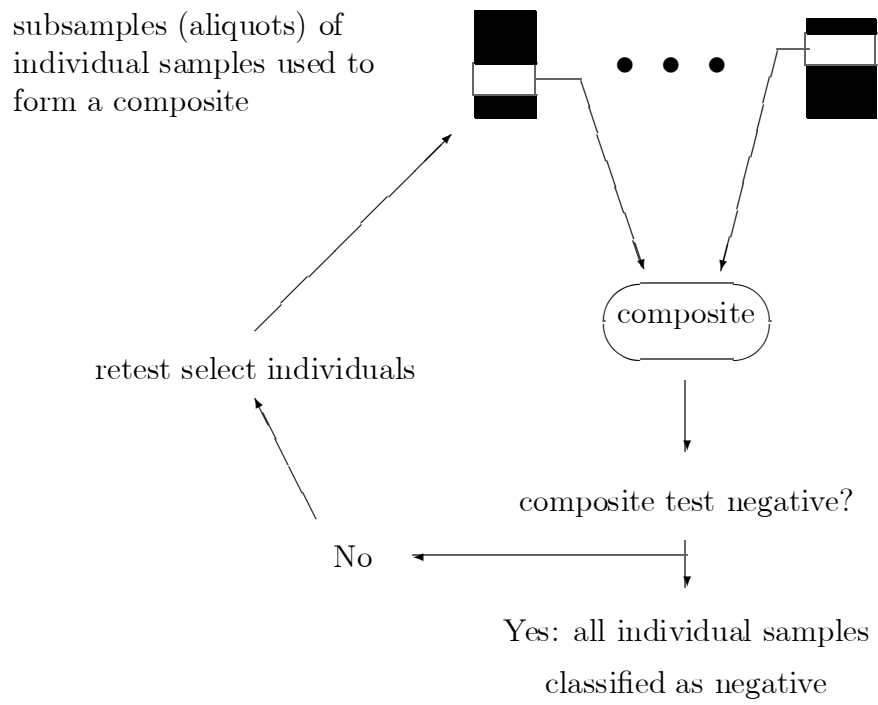 subsamples (aliquots) of
individual samples used to
form a composite
composite
retest select individuals
composite test negative?
No
Yes: all individual samples
classified as negative